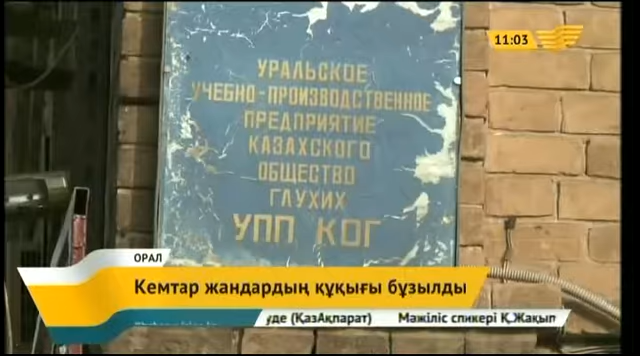 11:03
УРАЛЬСКОЕ
УЧЕБНО-ПРОИЗВОДСТВЕННОЕ
ПРЕДПРИЯТИЕ
КАЗАХСКОГО
ОБЩЕСТВО
ГЛУХИХ
УПП КОГ
ОРАЛ
Кемтар жандардың құқығы бұзылды
уде (ҚазАқпарат) Мәжіліс спикері Қ.Жақып